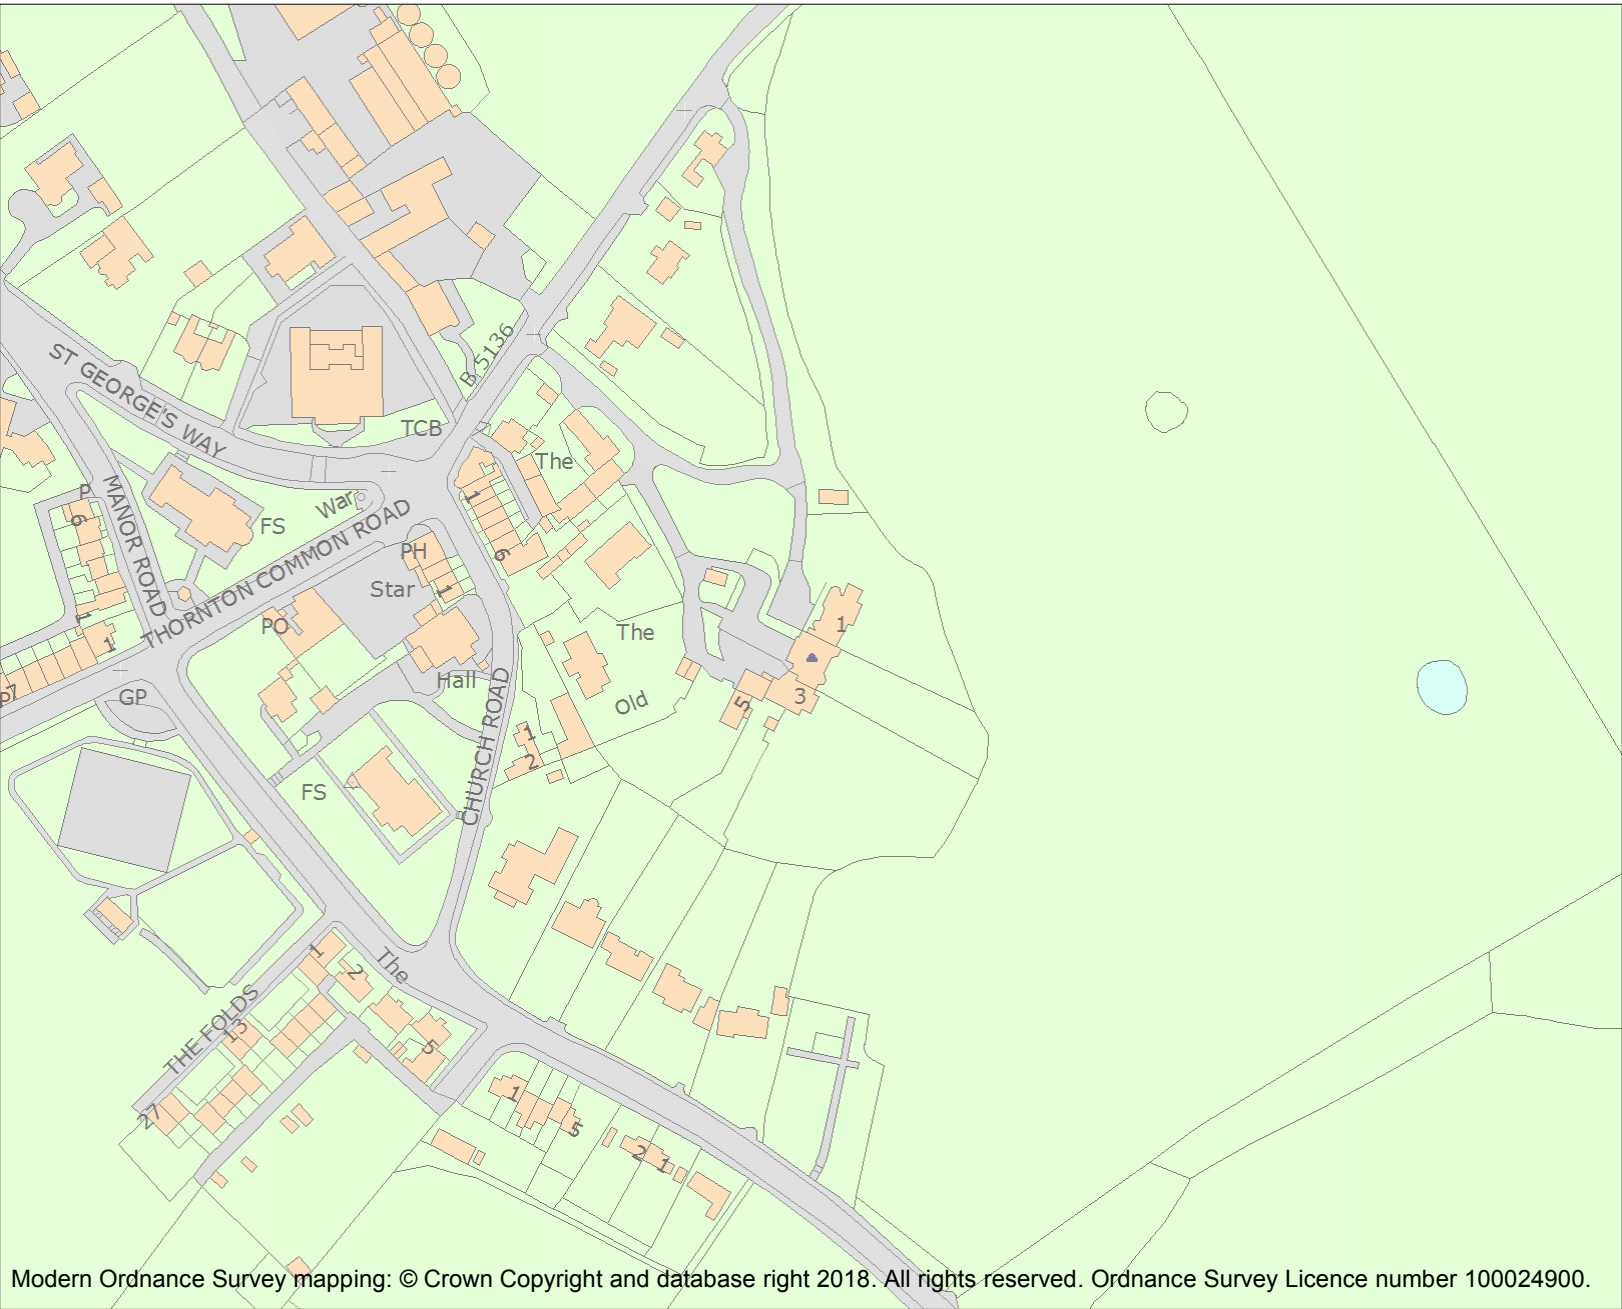 B 5136
ST GEORGE'S WAY
TCB
The
1
6
War
FS
P
6
MANOR ROAD
THORNTON COMMON ROAD
PH
Star
1
1
PO
1
The
1
Hall
CHURCH ROAD
7
P
GP
Old
5
3
1
2
FS
The
1
2
THE FOLDS
13
5
27
1
5
2
1
Modern Ordnance Survey mapping: © Crown Copyright and database right 2018. All rights reserved. Ordnance Survey Licence number 100024900.